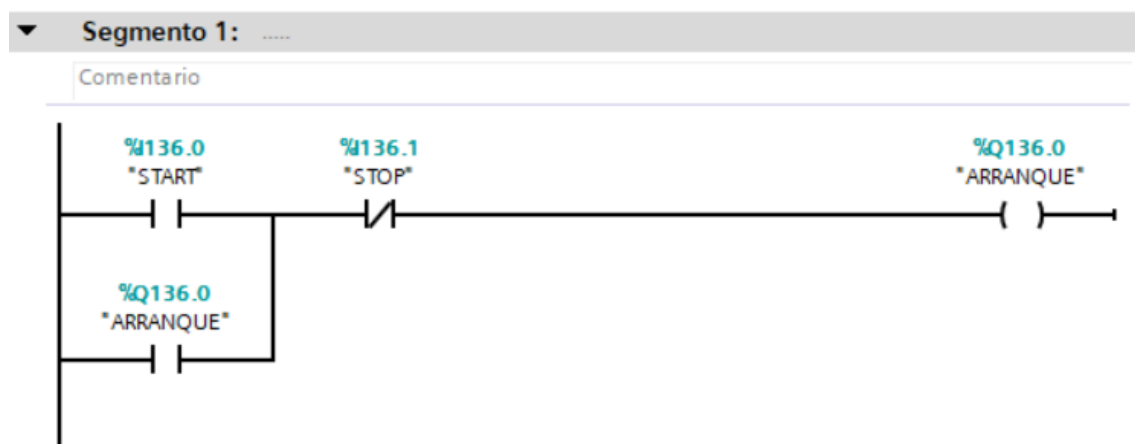 Segmento 1: .....
Comentario
%I136.0
"START"
%I136.1
"STOP"
%Q136.0
"ARRANQUE"
%Q136.0
"ARRANQUE"